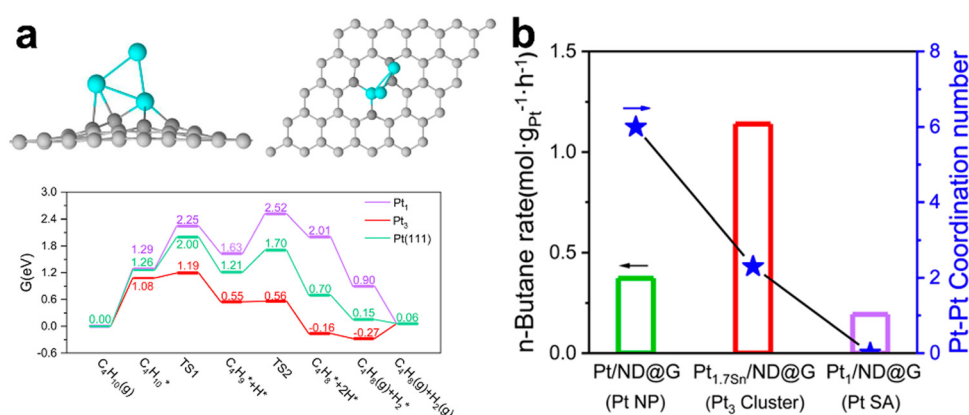 a
3.0
2.4
1.8
1.2
0.6
0.0
-0.6
G(eV)
Pt₁
Pt₃
Pt(111)
0.00
1.29
1.26
1.08
2.25
2.00
1.19
1.63
1.21
0.55
2.52
1.70
0.56
2.01
0.70
-0.16
0.90
0.15
-0.27
0.06
C₄H₁₀(g)
C₄H₁₀*
TS1
C₄H₉*+H*
TS2
C₄H₈*+2H*
C₄H₈(g)+H₂*
C₄H₈(g)+H₂(g)
b
n-Butane rate(mol·gPt⁻¹·h⁻¹)
1.5
1.0
0.5
0.0
8
6
4
2
0
Pt-Pt Coordination number
Pt/ND@G
(Pt NP)
Pt1.7Sn/ND@G
(Pt₃ Cluster)
Pt₁/ND@G
(Pt SA)